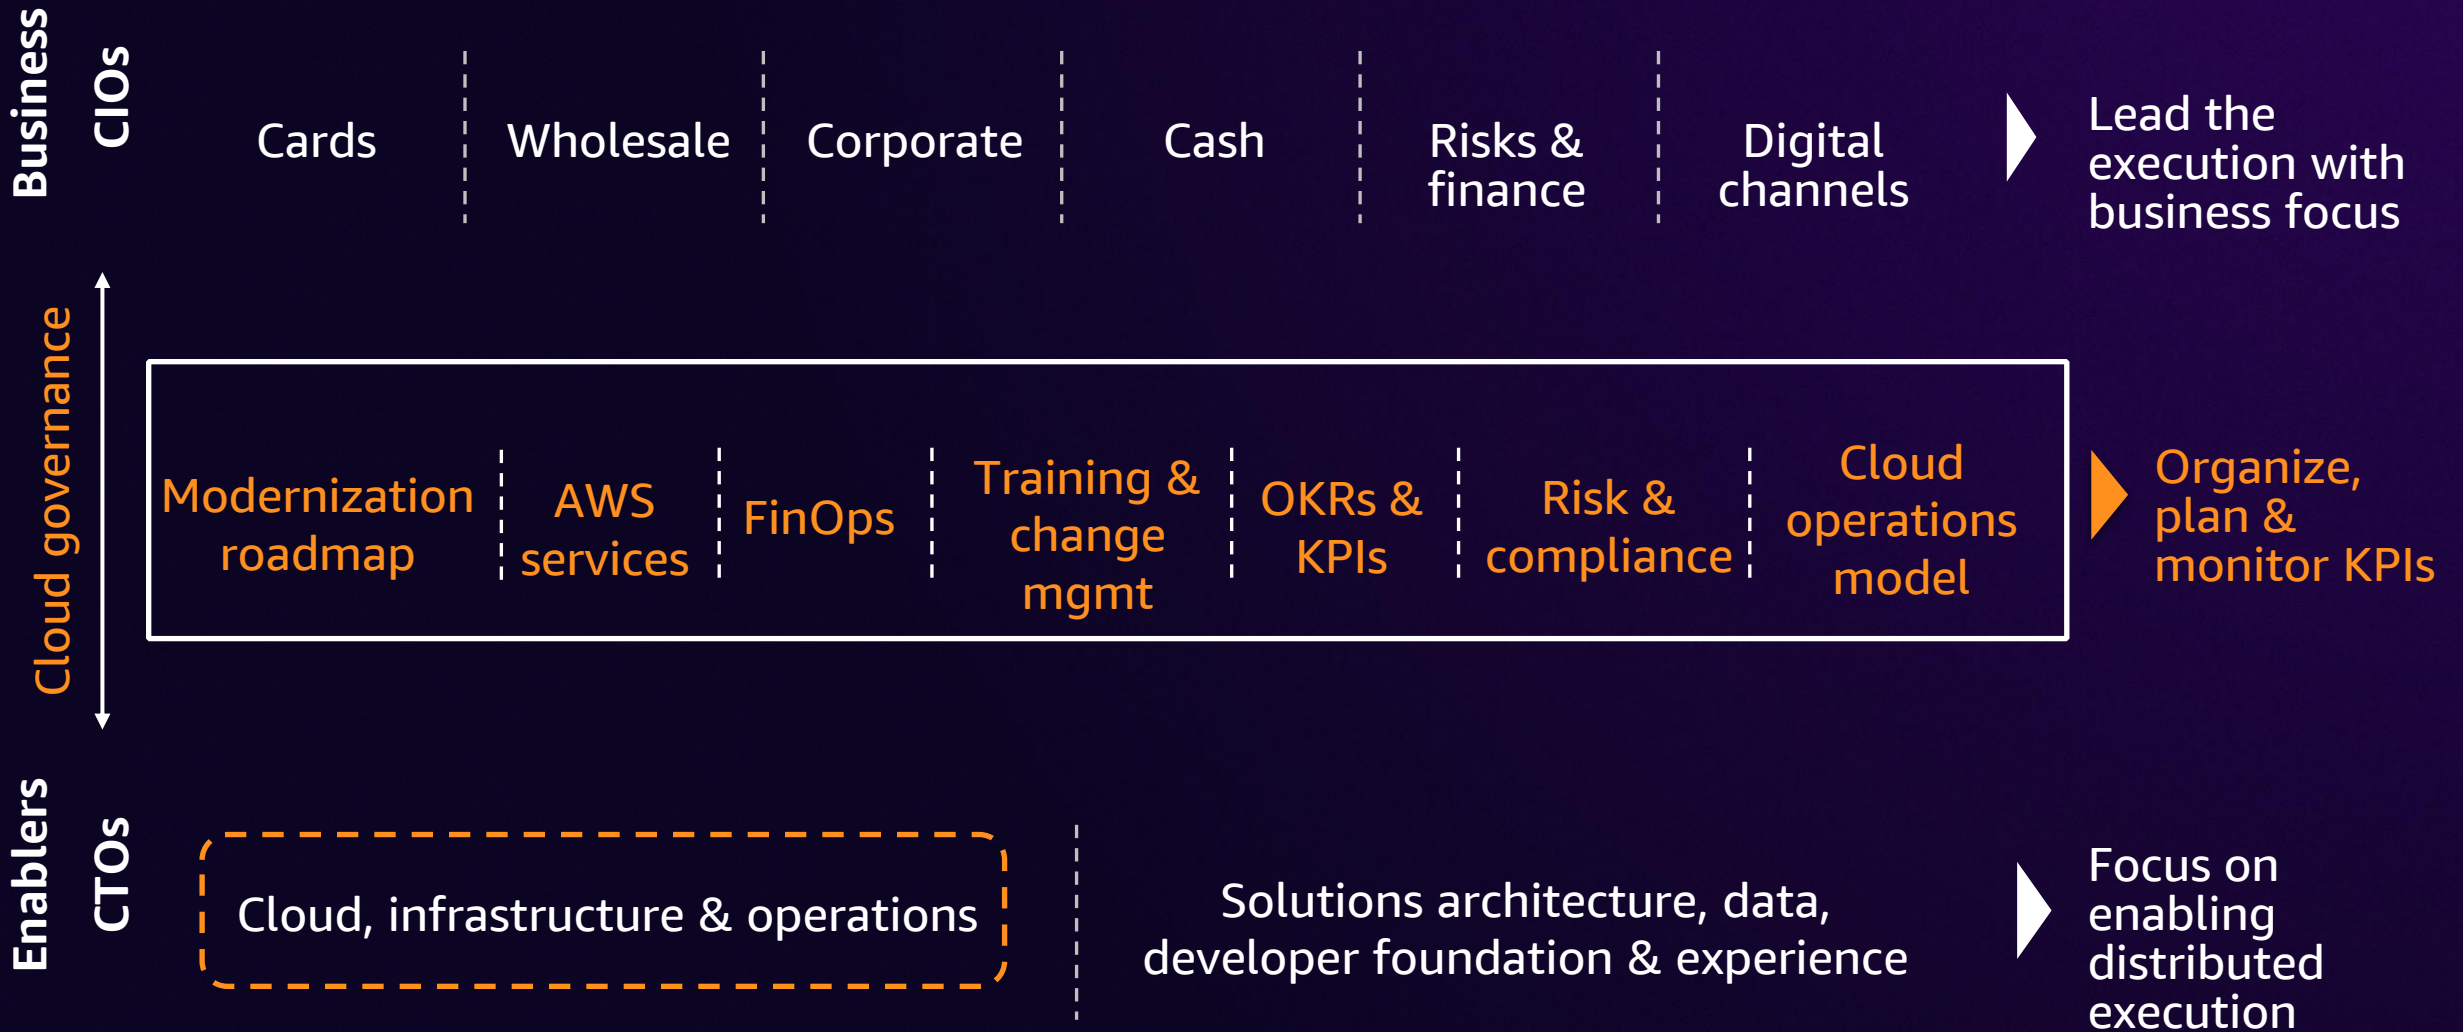 Business
CIOs
Cards
Wholesale
Corporate
Cash
Risks &
finance
Digital
channels
Lead the
execution with
business focus
Cloud governance
Modernization
roadmap
AWS
services
FinOps
Training &
change
mgmt
OKRs &
KPIs
Risk &
compliance
Cloud
operations
model
Organize,
plan &
monitor KPIs
Enablers
CTOs
Cloud, infrastructure & operations
Solutions architecture, data,
developer foundation & experience
Focus on
enabling
distributed
execution